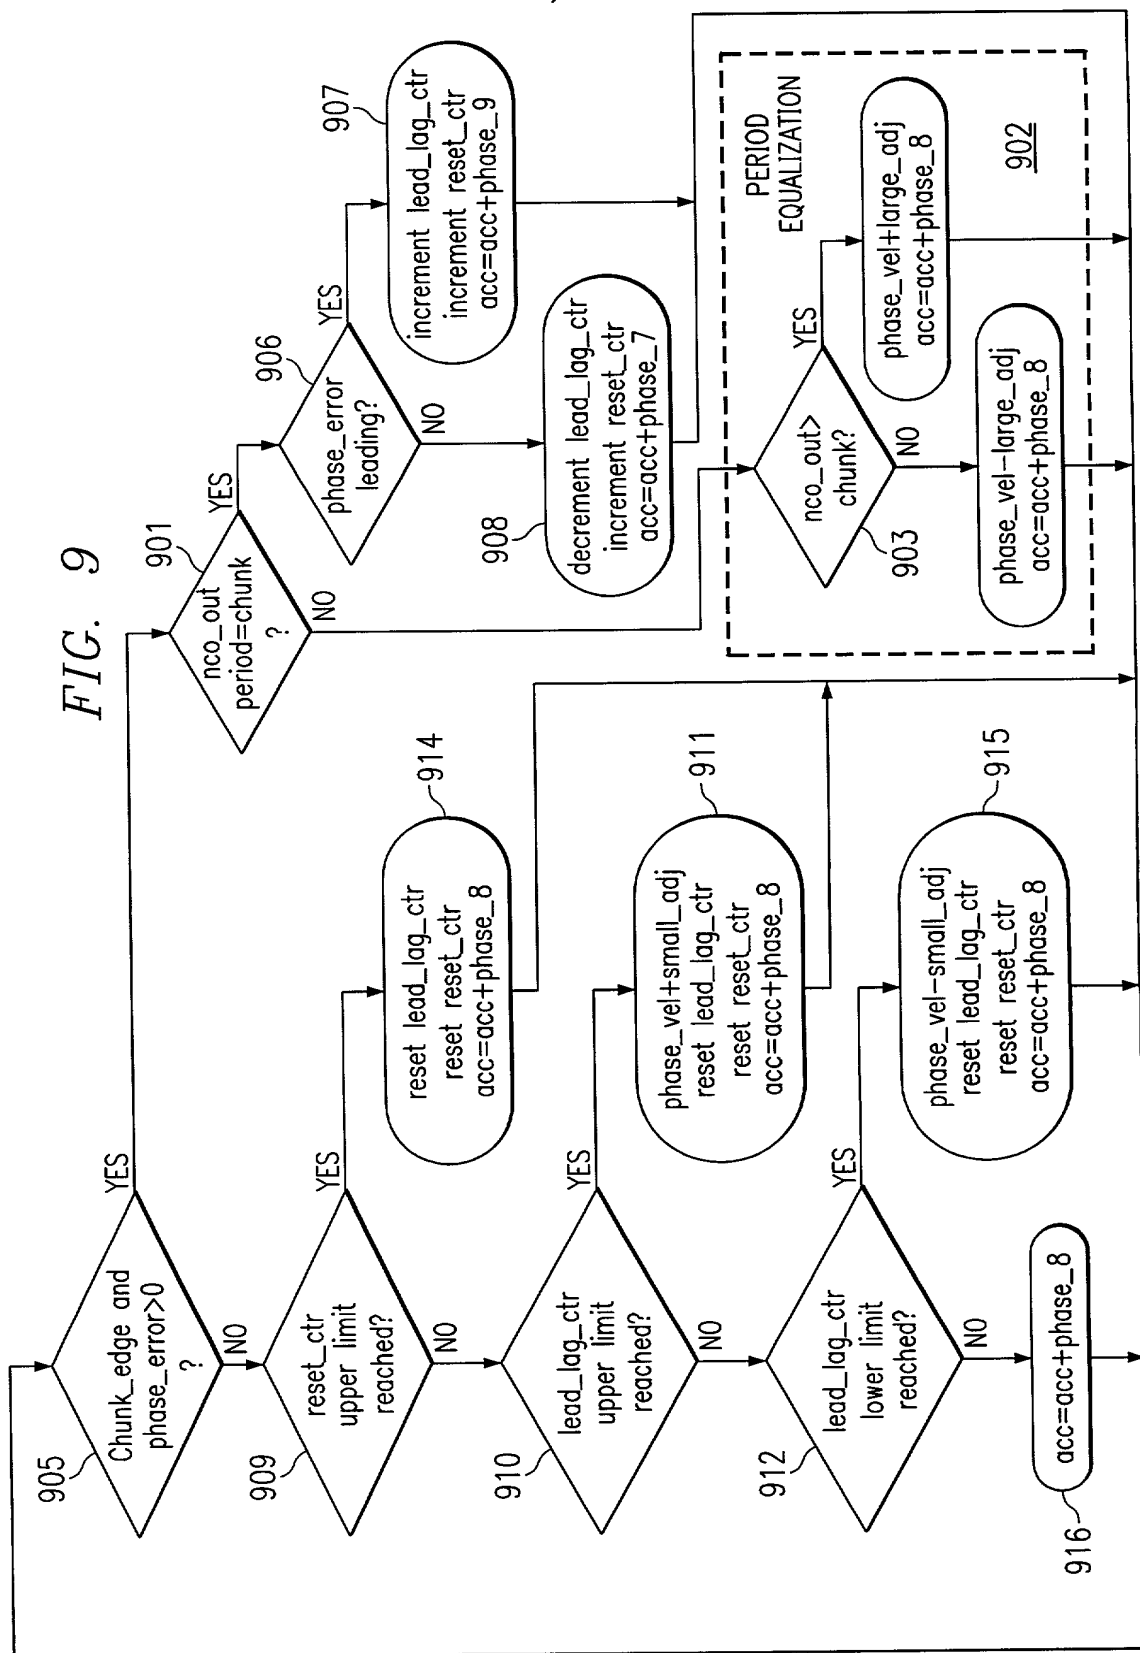 FIG. 9
905
Chunk_edge and
phase_error>0
?
YES
NO
901
nco_out
period=chunk
?
YES
NO
906
phase_error
leading?
YES
NO
907
increment lead_lag_ctr
increment reset_ctr
acc=acc+phase_9
908
decrement lead_lag_ctr
increment reset_ctr
acc=acc+phase_7
909
reset_ctr
upper limit
reached?
YES
NO
914
reset lead_lag_ctr
reset reset_ctr
acc=acc+phase_8
910
lead_lag_ctr
upper limit
reached?
YES
NO
911
phase_vel+small_adj
reset lead_lag_ctr
reset reset_ctr
acc=acc+phase_8
912
lead_lag_ctr
lower limit
reached?
YES
NO
915
phase_vel-small_adj
reset lead_lag_ctr
reset reset_ctr
acc=acc+phase_8
916
acc=acc+phase_8
PERIOD
EQUALIZATION
902
903
nco_out>
chunk?
YES
NO
phase_vel+large_adj
acc=acc+phase_8
phase_vel-large_adj
acc=acc+phase_8